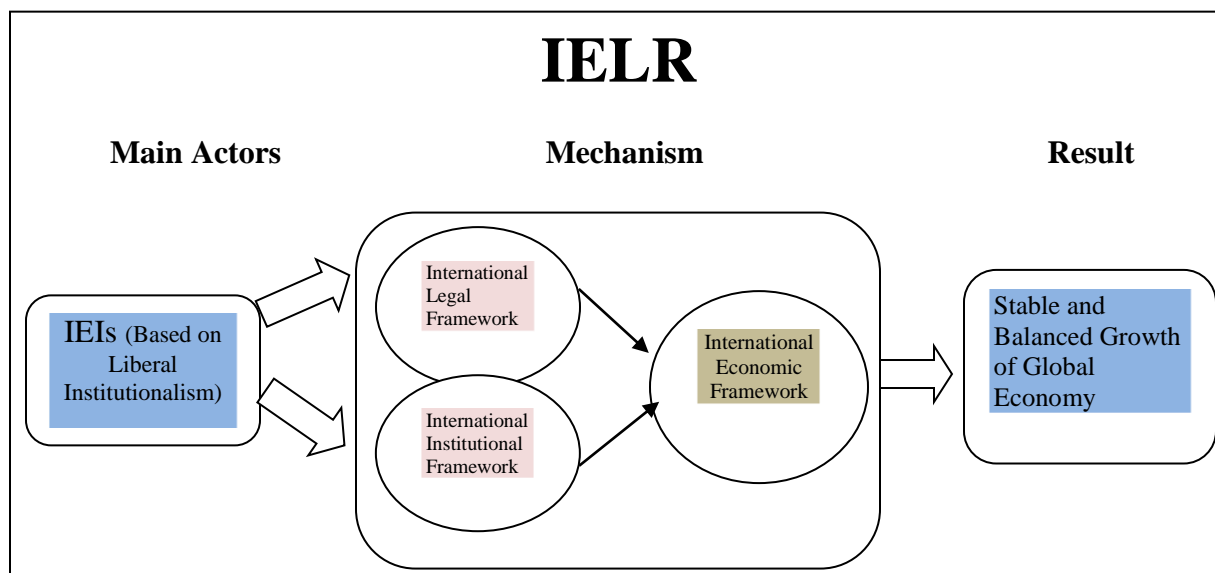 IELR
Main Actors
Mechanism
Result
IEIs (Based on
Liberal
Institutionalism)
International
Legal
Framework
International
Institutional
Framework
International
Economic
Framework
Stable and
Balanced Growth
of Global
Economy